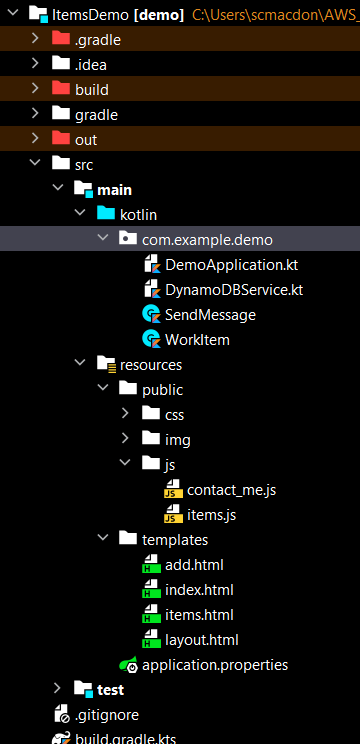 ItemsDemo [demo] C:\Users\scmacdon\AWS_
.gradle
.idea
build
gradle
out
src
main
kotlin
com.example.demo
DemoApplication.kt
DynamoDBService.kt
SendMessage
WorkItem
resources
public
css
img
js
contact_me.js
items.js
templates
add.html
index.html
items.html
layout.html
application.properties
test
.gitignore
build.gradle.kts